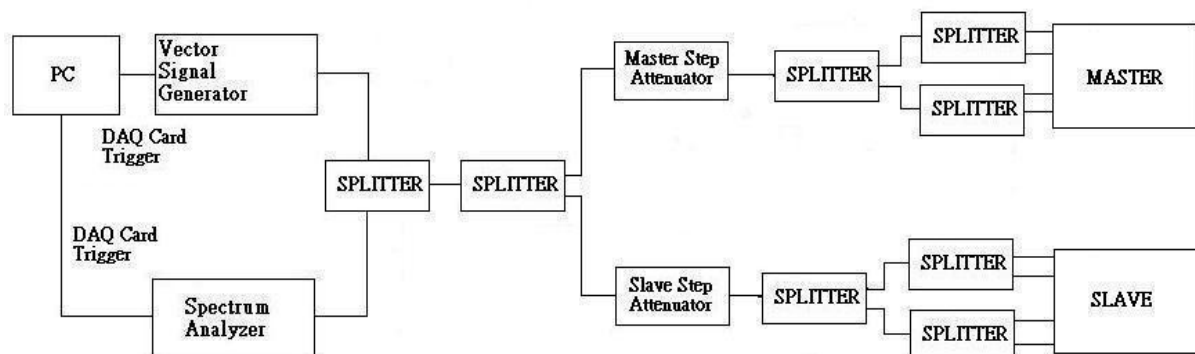 PC
Vector
Signal
Generator
DAQ Card
Trigger
DAQ Card
Trigger
Spectrum
Analyzer
SPLITTER
SPLITTER
Master Step
Attenuator
SPLITTER
SPLITTER
SPLITTER
MASTER
Slave Step
Attenuator
SPLITTER
SPLITTER
SPLITTER
SLAVE